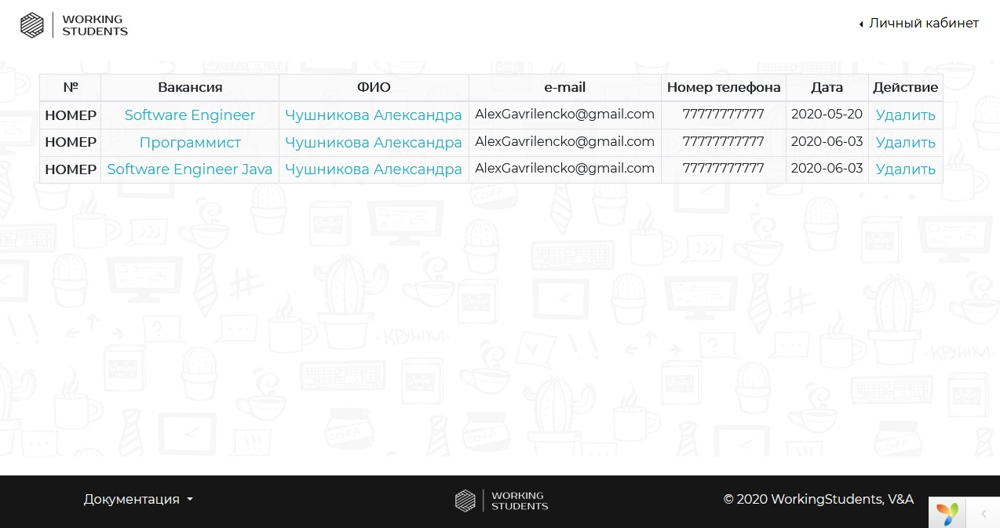 WORKING
STUDENTS
Личный кабинет
№ Вакансия ФИО e-mail Номер телефона Дата Действие
НОМЕР Software Engineer Чушникова Александра AlexGavrilencko@gmail.com 77777777777 2020-05-20 Удалить
НОМЕР Программист Чушникова Александра AlexGavrilencko@gmail.com 77777777777 2020-06-03 Удалить
НОМЕР Software Engineer Java Чушникова Александра AlexGavrilencko@gmail.com 77777777777 2020-06-03 Удалить
КРУЖКА
КРУЖКА
Документация
WORKING
STUDENTS
© 2020 WorkingStudents, V&A